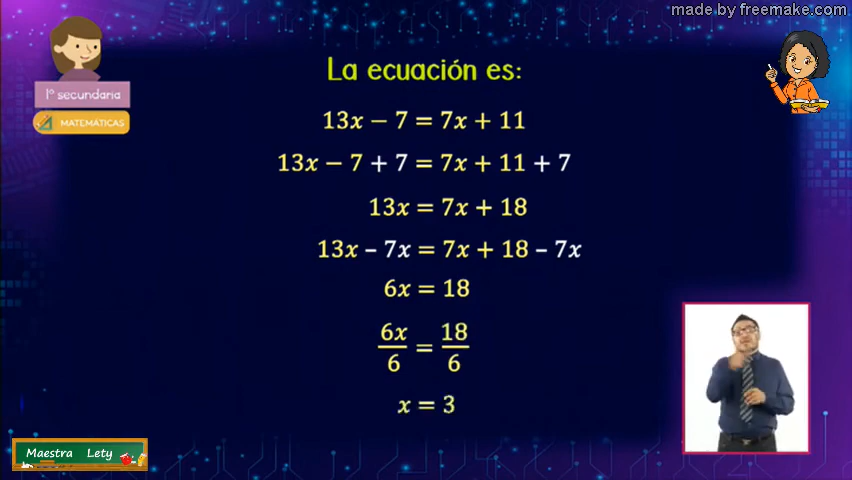 made by freemake.com
La ecuación es:
1° secundaria
MATEMÁTICAS
13x − 7 = 7x + 11
13x − 7 + 7 = 7x + 11 + 7
13x = 7x + 18
13x – 7x = 7x + 18 – 7x
6x = 18
6x/6 = 18/6
x = 3
Maestra Lety